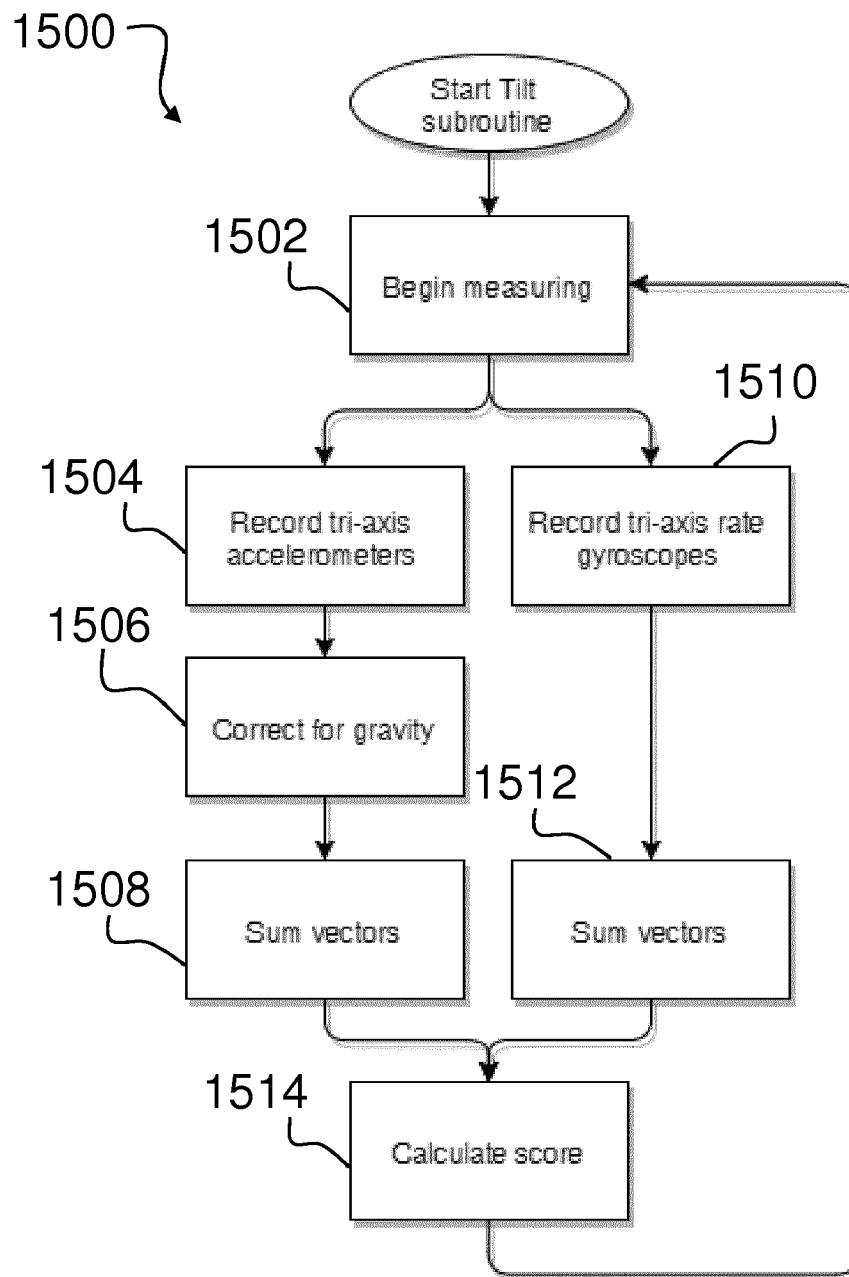 1500
Start Tilt
subroutine
1502
Begin measuring
1510
1504
Record tri-axis
accelerometers
Record tri-axis rate
gyroscopes
1506
Correct for gravity
1512
1508
Sum vectors
Sum vectors
1514
Calculate score